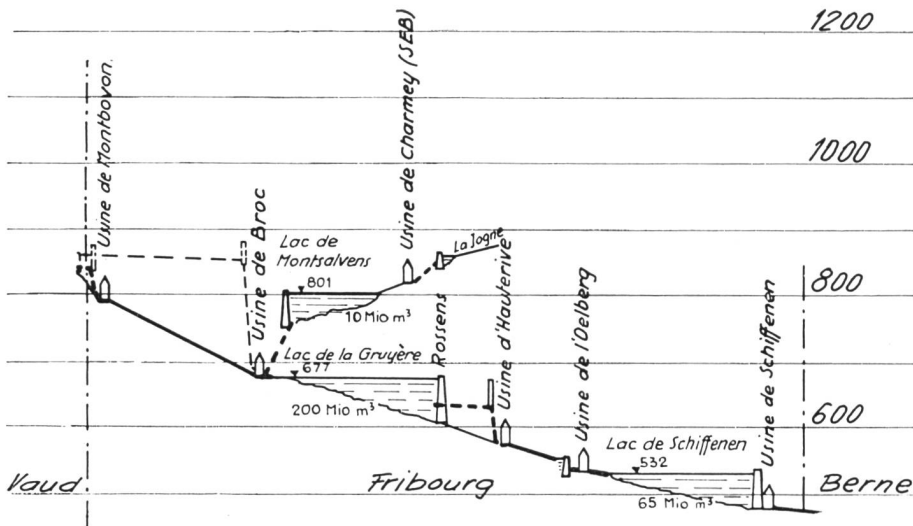 1200
Usine de Montbovon.
Usine de Charmey (SEB)
1000
Usine de Broc
Lac de
Montsalvens
La Jogne
801
800
10 Mio m³
Rossens
Usine d'Hauterive
Usine de l'Oelberg
Usine de Schiffenen
Lac de la Gruyère
677
200 Mio m³
600
Lac de Schiffenen
532
65 Mio m³
Vaud
Fribourg
Berne